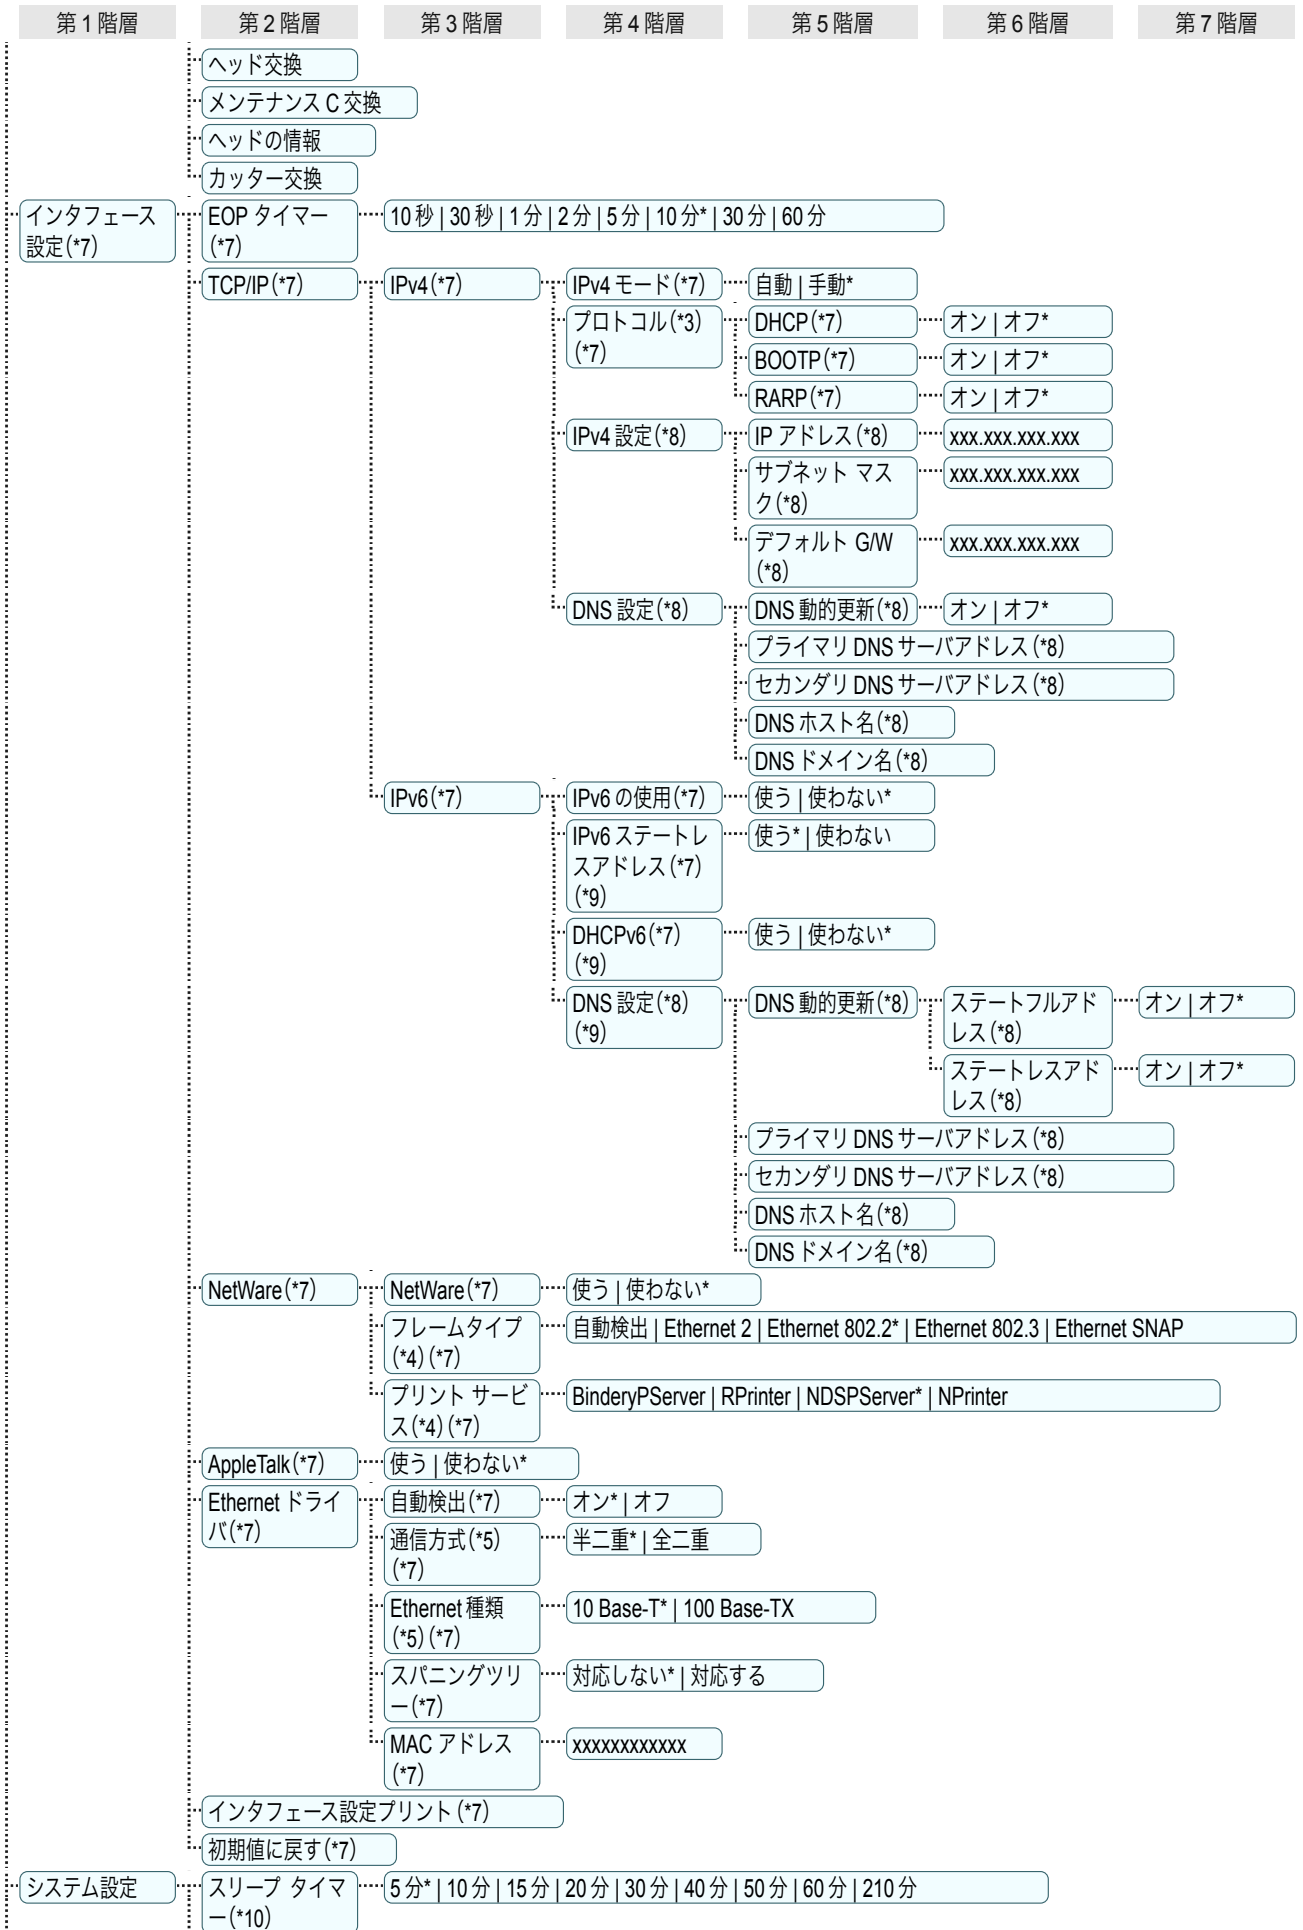 第 1 階層 第 2 階層 第 3 階層 第 4 階層 第 5 階層 第 6 階層 第 7 階層
ヘッド交換
メンテナンス C 交換
ヘッドの情報
カッター交換
インタフェース
設定(*7)
EOP タイマー
(*7)
10 秒 | 30 秒 | 1 分 | 2 分 | 5 分 | 10 分* | 30 分 | 60 分
TCP/IP(*7)
IPv4(*7)
IPv4 モード(*7)
自動 | 手動*
プロトコル(*3)
(*7)
DHCP(*7)
オン | オフ*
BOOTP(*7)
オン | オフ*
RARP(*7)
オン | オフ*
IPv4 設定(*8)
IP アドレス(*8)
xxx.xxx.xxx.xxx
サブネット マス
ク(*8)
xxx.xxx.xxx.xxx
デフォルト G/W
(*8)
xxx.xxx.xxx.xxx
DNS 設定(*8)
DNS 動的更新(*8)
オン | オフ*
プライマリ DNS サーバアドレス(*8)
セカンダリ DNS サーバアドレス(*8)
DNS ホスト名(*8)
DNS ドメイン名(*8)
IPv6(*7)
IPv6 の使用(*7)
使う | 使わない*
IPv6 ステートレ
スアドレス(*7)
(*9)
使う* | 使わない
DHCPv6(*7)
(*9)
使う | 使わない*
DNS 設定(*8)
(*9)
DNS 動的更新(*8)
ステートフルアド
レス(*8)
オン | オフ*
ステートレスアド
レス(*8)
オン | オフ*
プライマリ DNS サーバアドレス(*8)
セカンダリ DNS サーバアドレス(*8)
DNS ホスト名(*8)
DNS ドメイン名(*8)
NetWare(*7)
NetWare(*7)
使う | 使わない*
フレームタイプ
(*4)(*7)
自動検出 | Ethernet 2 | Ethernet 802.2* | Ethernet 802.3 | Ethernet SNAP
プリント サービ
ス(*4)(*7)
BinderyPServer | RPrinter | NDSPServer* | NPrinter
AppleTalk(*7)
使う | 使わない*
Ethernet ドライ
バ(*7)
自動検出(*7)
オン* | オフ
通信方式(*5)
(*7)
半二重* | 全二重
Ethernet 種類
(*5)(*7)
10 Base-T* | 100 Base-TX
スパニングツリ
ー(*7)
対応しない* | 対応する
MAC アドレス
(*7)
xxxxxxxxxxxx
インタフェース設定プリント(*7)
初期値に戻す(*7)
システム設定
スリープ タイマ
ー(*10)
5 分* | 10 分 | 15 分 | 20 分 | 30 分 | 40 分 | 50 分 | 60 分 | 210 分